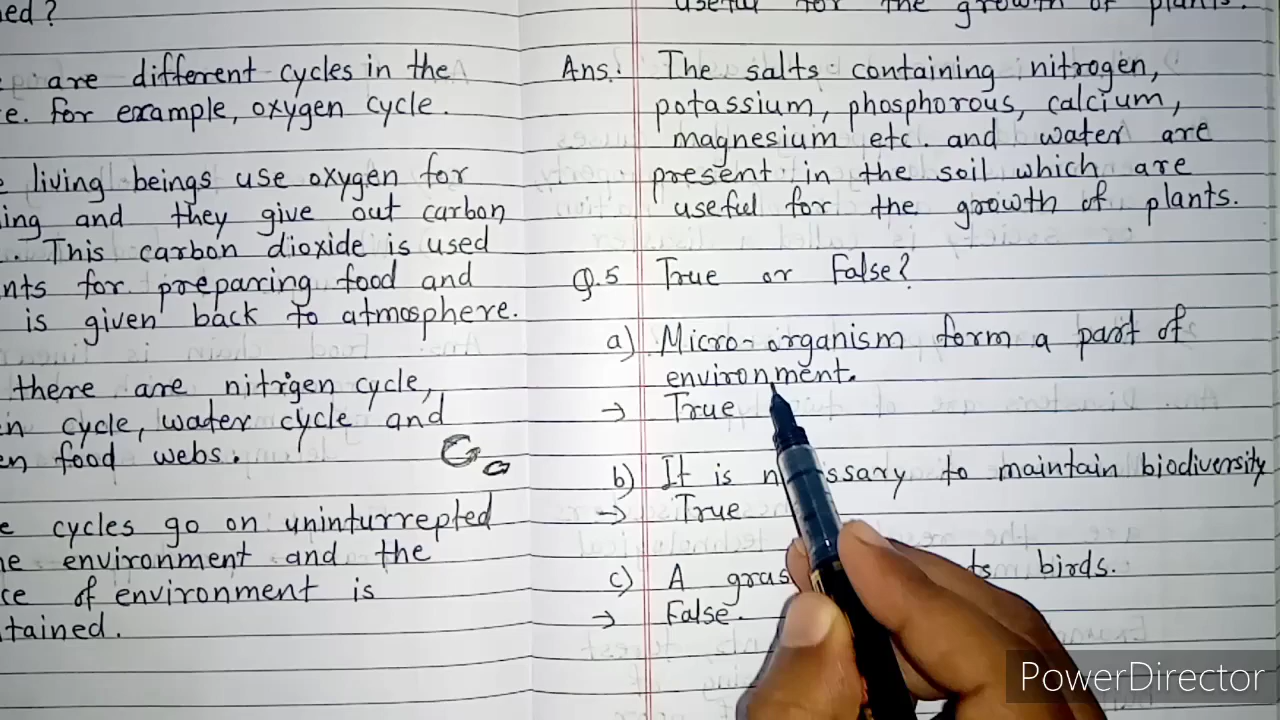 ed?
are different cycles in the
e. for example, oxygen cycle.
living beings use oxygen for
ing and they give out carbon
. This carbon dioxide is used
nts for preparing food and
is given back to atmosphere.
there are nitrigen cycle,
n cycle, water cycle and
en food webs.
e cycles go on uninturrepted
e environment and the
ce of environment is
tained.
useful for the growth of plants.
Ans: The salts containing nitrogen,
potassium, phosphorous, calcium,
magnesium etc. and water are
present in the soil which are
useful for the growth of plants.
Q.5 True or False?
a) Micro-organism form a part of
environment.
→ True
b) It is n ssary to maintain biodiversity
→ True
c) A gras ts birds.
→ False.
PowerDirector